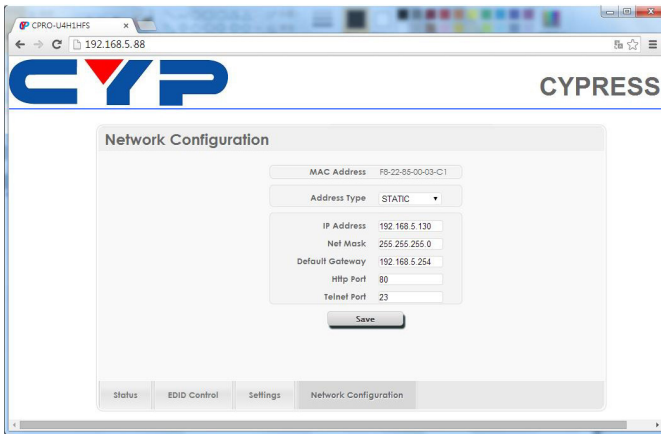 CPRO-U4H1HFS
192.168.5.88
CYP
CYPRESS
Network Configuration
MAC Address F8-22-85-00-03-C1
Address Type STATIC
IP Address 192.168.5.130
Net Mask 255.255.255.0
Default Gateway 192.168.5.254
Http Port 80
Telnet Port 23
Save
Status EDID Control Settings Network Configuration